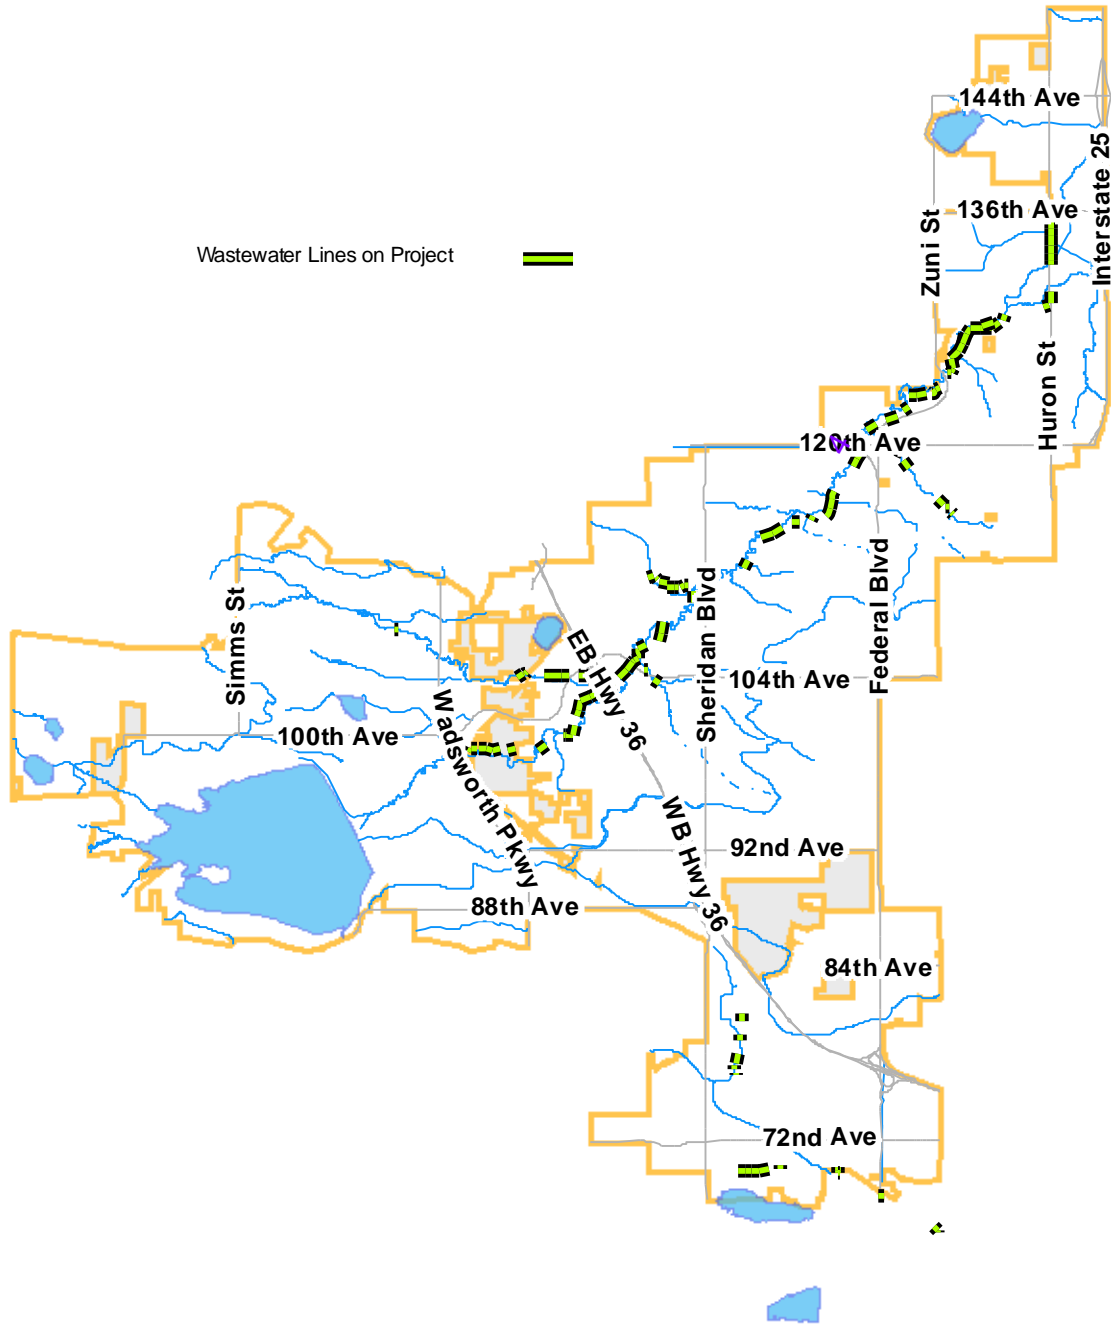 144th Ave
Interstate 25
136th Ave
Zuni St
Wastewater Lines on Project
Huron St
120th Ave
Federal Blvd
Sheridan Blvd
Simms St
EB Hwy 36
104th Ave
Wadsworth Pkwy
100th Ave
WB Hwy 36
92nd Ave
88th Ave
84th Ave
72nd Ave